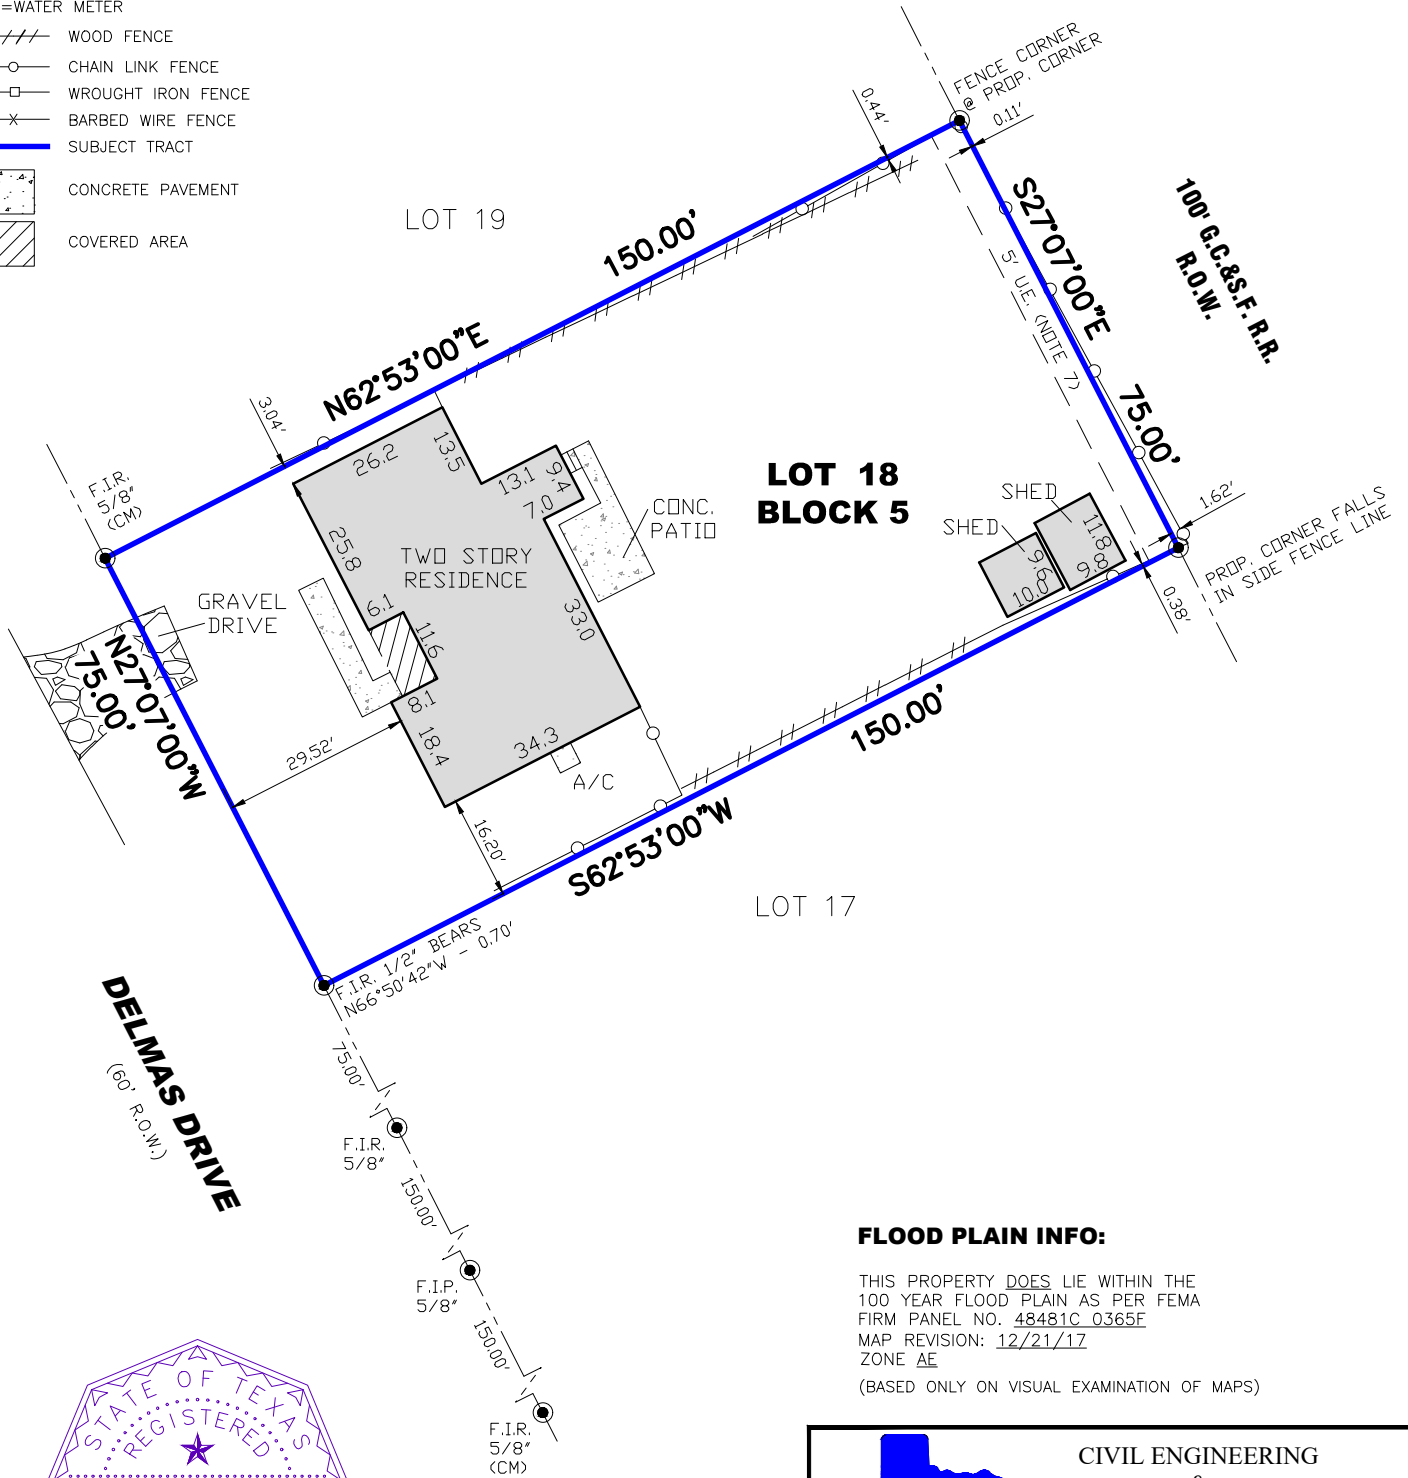 =WATER METER
WOOD FENCE
CHAIN LINK FENCE
WROUGHT IRON FENCE
BARBED WIRE FENCE
SUBJECT TRACT
CONCRETE PAVEMENT
COVERED AREA
LOT 19
N62°53'00"E
150.00'
0.44'
FENCE CORNER
@ PROP. CORNER
0.11'
S27°07'00"E
75.00'
5' U.E. (NOTE 7)
100' G.C.&S.F. R.R.
R.O.W.
3.04'
F.I.R.
5/8"
(CM)
26.2
13.5
13.1
9.4
7.0
25.8
TWO STORY
RESIDENCE
6.1
11.6
8.1
18.4
34.3
33.0
CONC.
PATIO
LOT 18
BLOCK 5
SHED
SHED
11.8
9.8
9.6
10.0
1.62'
PROP. CORNER FALLS
IN SIDE FENCE LINE
0.38'
GRAVEL
DRIVE
N27°07'00"W
75.00'
29.52'
A/C
16.20'
S62°53'00"W
150.00'
LOT 17
F.I.R. 1/2" BEARS
N66°50'42"W - 0.70'
DELMAS DRIVE
(60' R.O.W.)
75.00'
F.I.R.
5/8"
150.00'
F.I.P.
5/8"
150.00'
F.I.R.
5/8"
(CM)
FLOOD PLAIN INFO:
THIS PROPERTY DOES LIE WITHIN THE
100 YEAR FLOOD PLAIN AS PER FEMA
FIRM PANEL NO. 48481C 0365F
MAP REVISION: 12/21/17
ZONE AE
(BASED ONLY ON VISUAL EXAMINATION OF MAPS)
STATE OF TEXAS
REGISTERED
CIVIL ENGINEERING